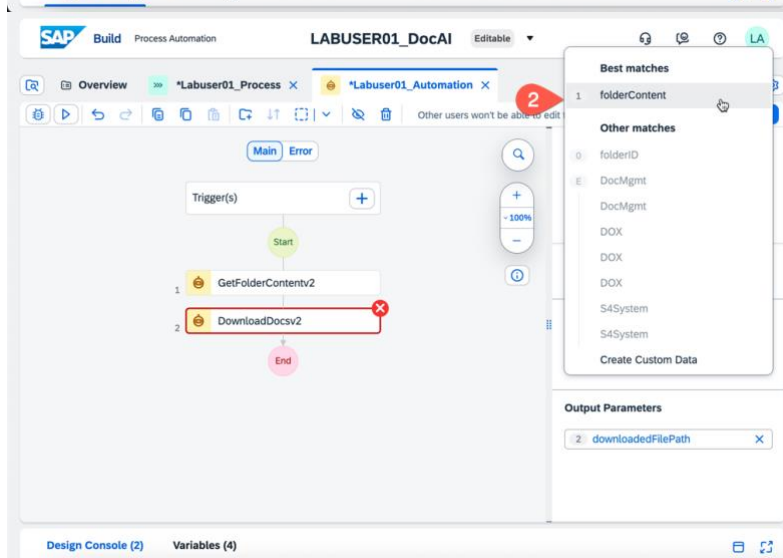 SAP Build Process Automation LABUSER01_DocAI Editable LA
Overview *Labuser01_Process *Labuser01_Automation
Other users won't be able to edit
2
Best matches
1 folderContent
Other matches
0 folderID
E DocMgmt
DocMgmt
DOX
DOX
DOX
S4System
S4System
Create Custom Data
Main Error
Trigger(s)
Start
1 GetFolderContentv2
2 DownloadDocsv2
End
- 100%
Output Parameters
2 downloadedFilePath
Design Console (2) Variables (4)